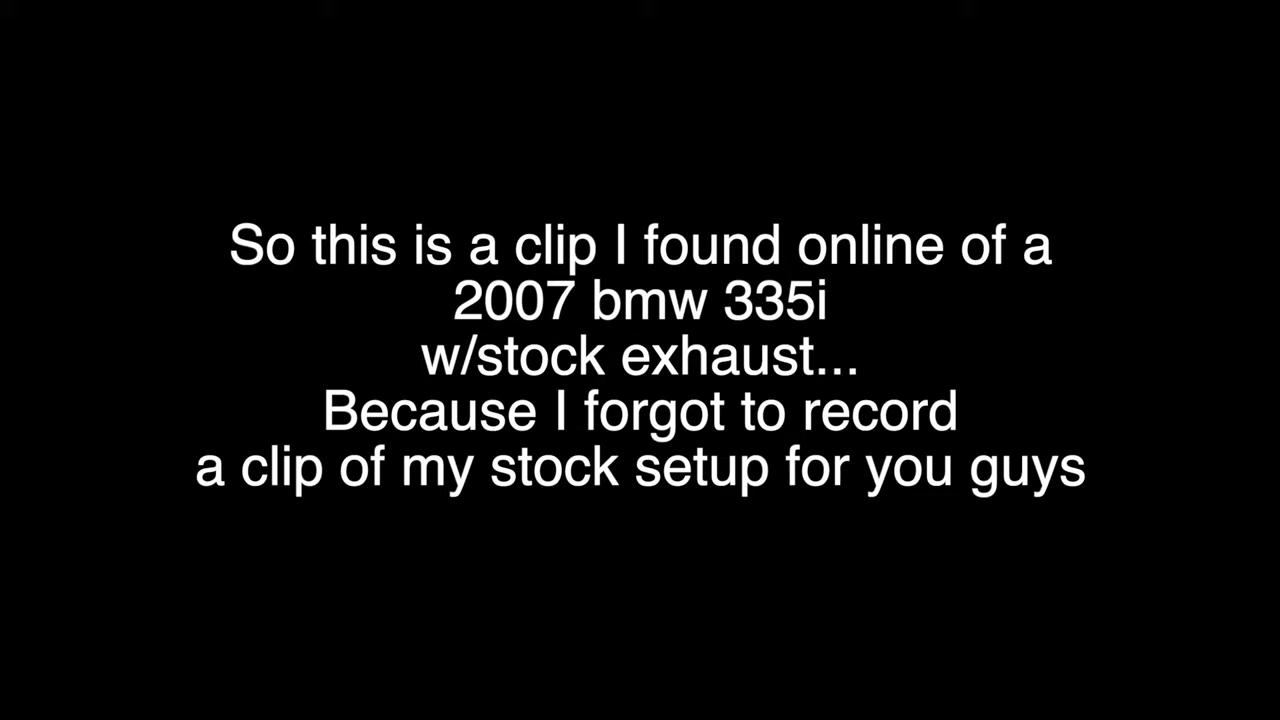 So this is a clip I found online of a
2007 bmw 335i
w/stock exhaust...
Because I forgot to record
a clip of my stock setup for you guys